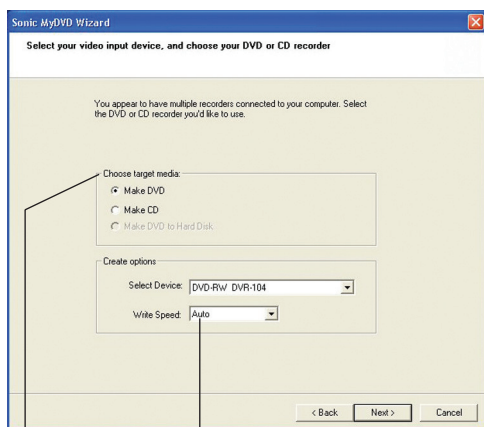 Sonic MyDVD Wizard
Select your video input device, and choose your DVD or CD recorder
You appear to have multiple recorders connected to your computer. Select
the DVD or CD recorder you'd like to use.
Choose target media:
Make DVD
Make CD
Make DVD to Hard Disk
Create options
Select Device: DVD-RW DVR-104
Write Speed: Auto
< Back Next > Cancel